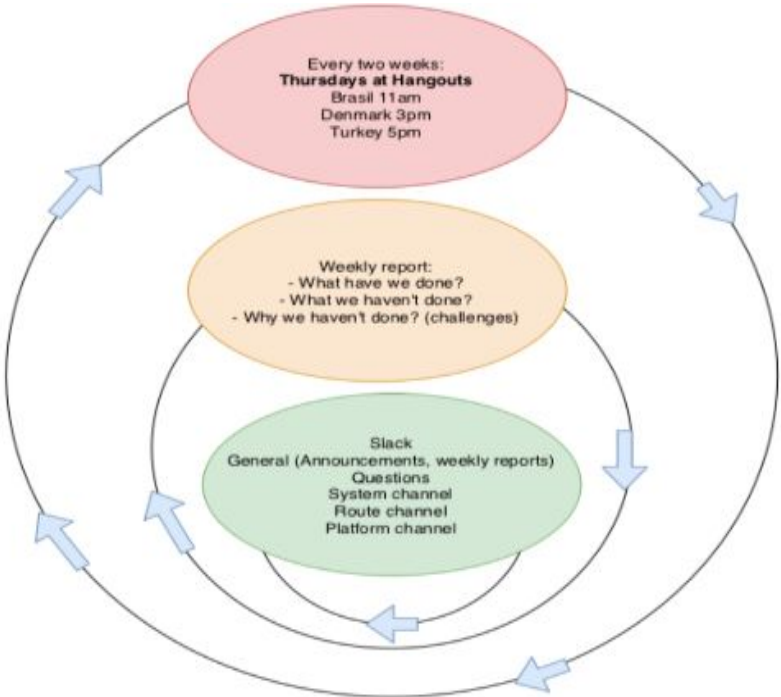 Every two weeks:
Thursdays at Hangouts
Brasil 11am
Denmark 3pm
Turkey 5pm
Weekly report:
- What have we done?
- What we haven't done?
- Why we haven't done? (challenges)
Slack
General (Announcements, weekly reports)
Questions
System channel
Route channel
Platform channel